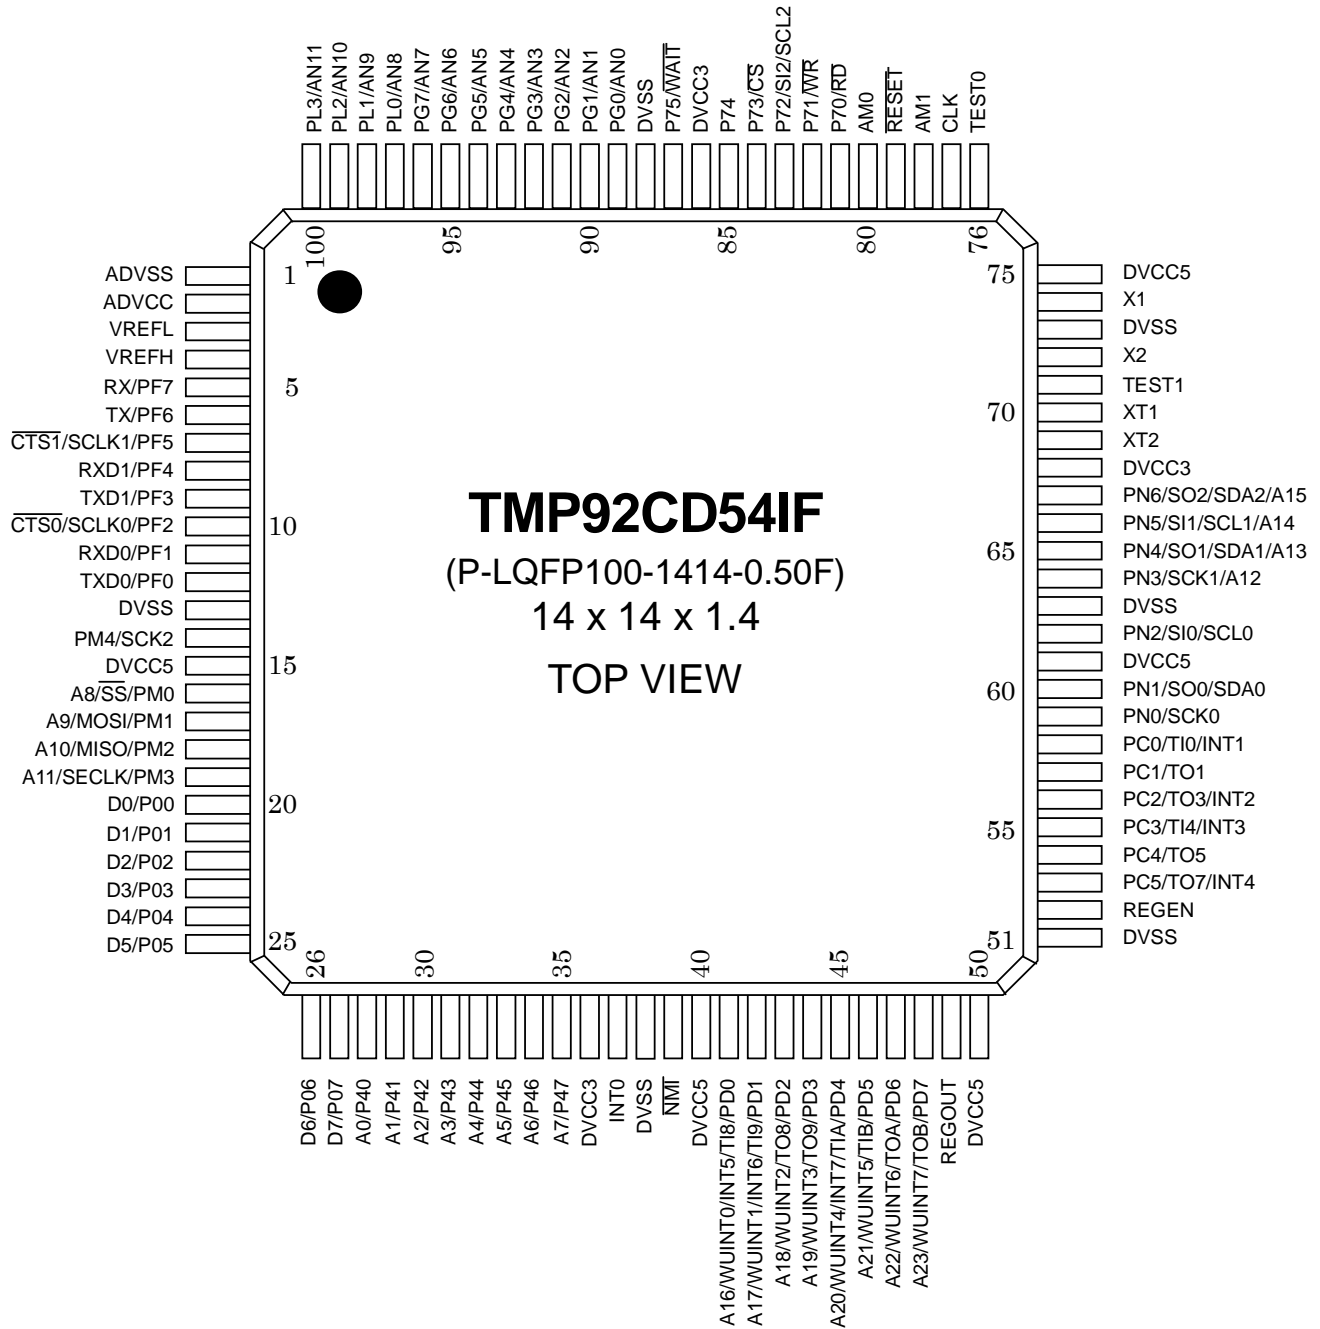 PL3/AN11
PL2/AN10
PL1/AN9
PL0/AN8
PG7/AN7
PG6/AN6
PG5/AN5
PG4/AN4
PG3/AN3
PG2/AN2
PG1/AN1
PG0/AN0
DVSS
P75/WAIT
DVCC3
P74
P73/CS
P72/SI2/SCL2
P71/WR
P70/RD
AM0
RESET
AM1
CLK
TEST0
100
95
90
85
80
76
ADVSS
ADVCC
VREFL
VREFH
RX/PF7
TX/PF6
CTS1/SCLK1/PF5
RXD1/PF4
TXD1/PF3
CTS0/SCLK0/PF2
RXD0/PF1
TXD0/PF0
DVSS
PM4/SCK2
DVCC5
A8/SS/PM0
A9/MOSI/PM1
A10/MISO/PM2
A11/SECLK/PM3
D0/P00
D1/P01
D2/P02
D3/P03
D4/P04
D5/P05
1
5
10
15
20
25
TMP92CD54IF
(P-LQFP100-1414-0.50F)
14 x 14 x 1.4
TOP VIEW
75
70
65
60
55
51
DVCC5
X1
DVSS
X2
TEST1
XT1
XT2
DVCC3
PN6/SO2/SDA2/A15
PN5/SI1/SCL1/A14
PN4/SO1/SDA1/A13
PN3/SCK1/A12
DVSS
PN2/SI0/SCL0
DVCC5
PN1/SO0/SDA0
PN0/SCK0
PC0/TI0/INT1
PC1/TO1
PC2/TO3/INT2
PC3/TI4/INT3
PC4/TO5
PC5/TO7/INT4
REGEN
DVSS
26
30
35
40
45
50
D6/P06
D7/P07
A0/P40
A1/P41
A2/P42
A3/P43
A4/P44
A5/P45
A6/P46
A7/P47
DVCC3
INT0
DVSS
NMI
DVCC5
A16/WUINT0/INT5/TI8/PD0
A17/WUINT1/INT6/TI9/PD1
A18/WUINT2/TO8/PD2
A19/WUINT3/TO9/PD3
A20/WUINT4/INT7/TIA/PD4
A21/WUINT5/TIB/PD5
A22/WUINT6/TOA/PD6
A23/WUINT7/TOB/PD7
REGOUT
DVCC5